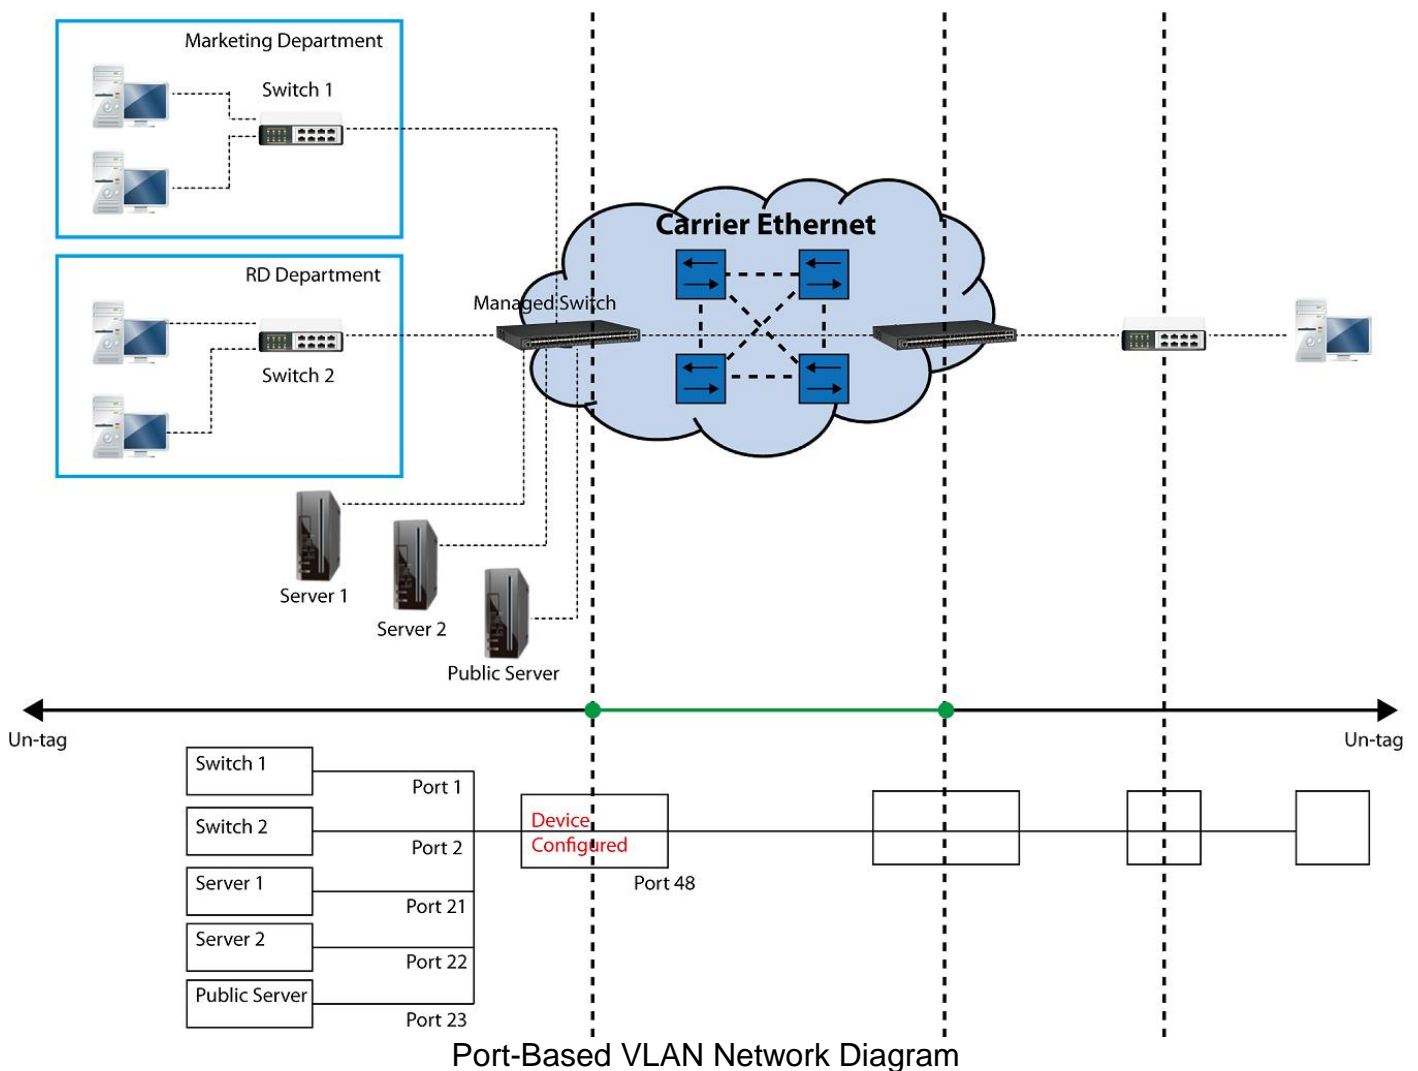 Marketing Department
Switch 1
Carrier Ethernet
RD Department
Managed Switch
Switch 2
Server 1
Server 2
Public Server
Un-tag
Un-tag
Switch 1
Port 1
Switch 2
Port 2
Device
Configured
Server 1
Port 48
Port 21
Server 2
Port 22
Public Server
Port 23
Port-Based VLAN Network Diagram